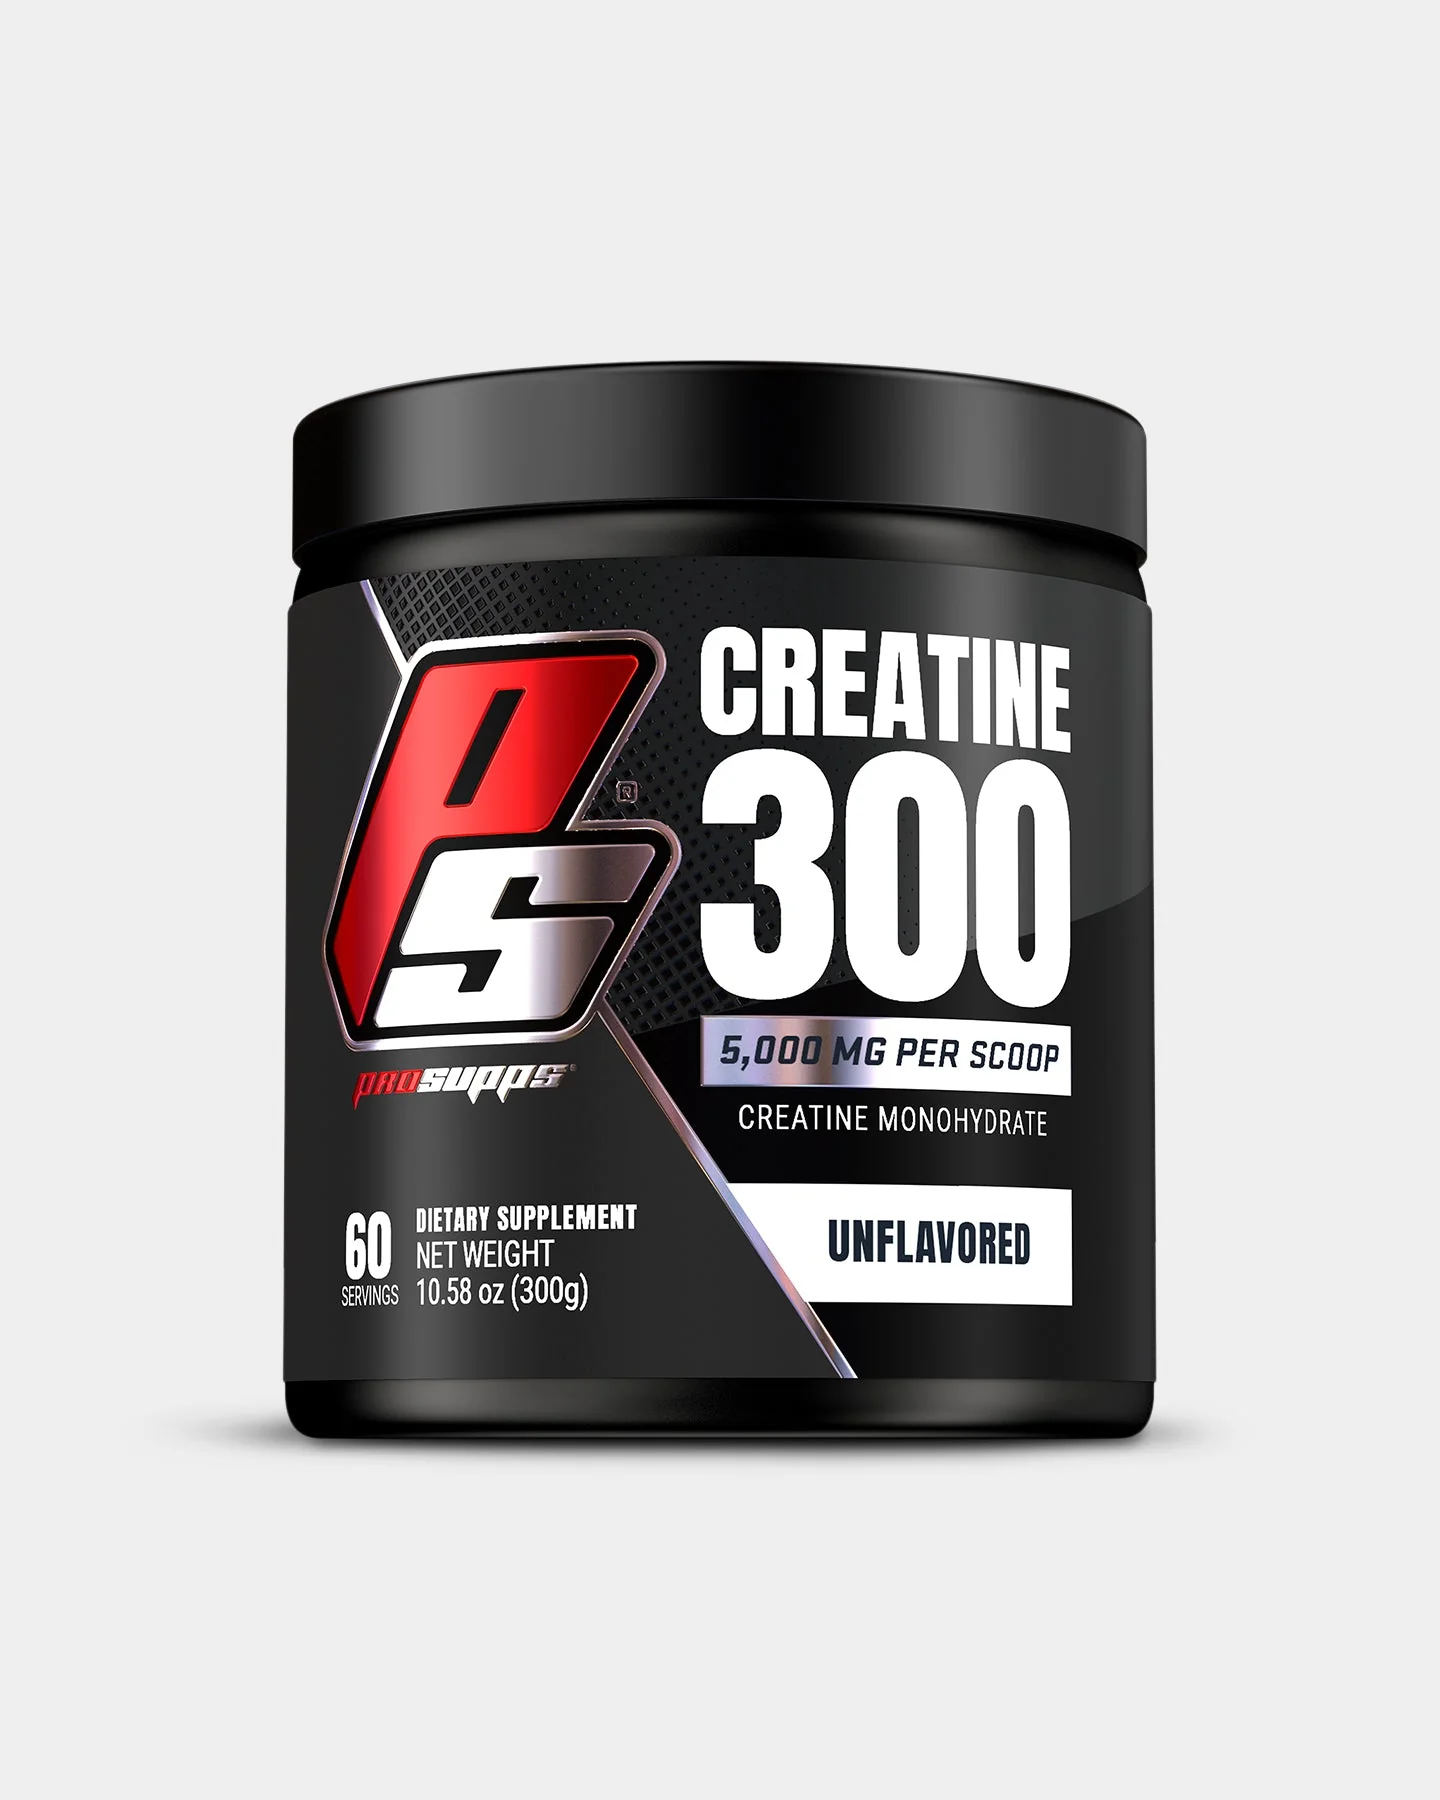 PS
®
PROSUPPS®
CREATINE
300
5,000 MG PER SCOOP
CREATINE MONOHYDRATE
UNFLAVORED
60
SERVINGS
DIETARY SUPPLEMENT
NET WEIGHT
10.58 oz (300g)